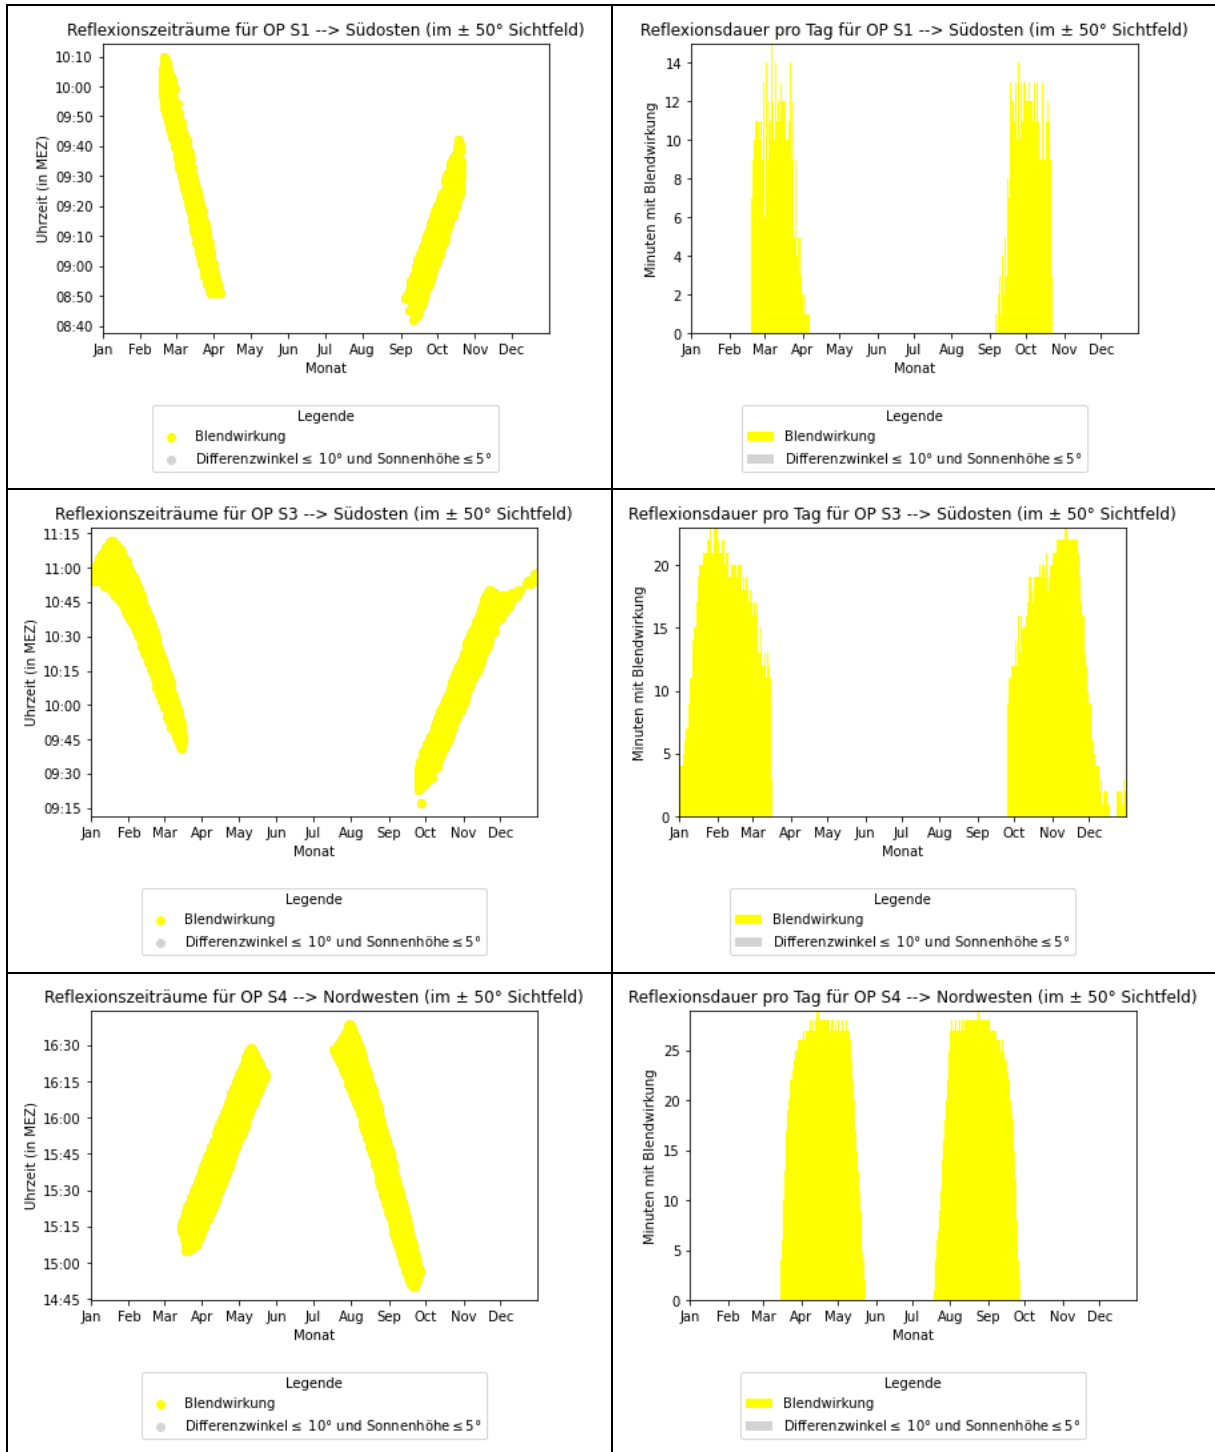 Reflexionszeiträume für OP S1 --> Südosten (im ± 50° Sichtfeld)
10:10
10:00
09:50
09:40
09:30
09:20
09:10
09:00
08:50
08:40
Uhrzeit (in MEZ)
Jan Feb Mar Apr May Jun Jul Aug Sep Oct Nov Dec
Monat
Legende
Blendwirkung
Differenzwinkel ≤ 10° und Sonnenhöhe ≤ 5°
Reflexionsdauer pro Tag für OP S1 --> Südosten (im ± 50° Sichtfeld)
14
12
10
8
6
4
2
0
Minuten mit Blendwirkung
Jan Feb Mar Apr May Jun Jul Aug Sep Oct Nov Dec
Monat
Legende
Blendwirkung
Differenzwinkel ≤ 10° und Sonnenhöhe ≤ 5°
Reflexionszeiträume für OP S3 --> Südosten (im ± 50° Sichtfeld)
11:15
11:00
10:45
10:30
10:15
10:00
09:45
09:30
09:15
Uhrzeit (in MEZ)
Jan Feb Mar Apr May Jun Jul Aug Sep Oct Nov Dec
Monat
Legende
Blendwirkung
Differenzwinkel ≤ 10° und Sonnenhöhe ≤ 5°
Reflexionsdauer pro Tag für OP S3 --> Südosten (im ± 50° Sichtfeld)
20
15
10
5
0
Minuten mit Blendwirkung
Jan Feb Mar Apr May Jun Jul Aug Sep Oct Nov Dec
Monat
Legende
Blendwirkung
Differenzwinkel ≤ 10° und Sonnenhöhe ≤ 5°
Reflexionszeiträume für OP S4 --> Nordwesten (im ± 50° Sichtfeld)
16:30
16:15
16:00
15:45
15:30
15:15
15:00
14:45
Uhrzeit (in MEZ)
Jan Feb Mar Apr May Jun Jul Aug Sep Oct Nov Dec
Monat
Legende
Blendwirkung
Differenzwinkel ≤ 10° und Sonnenhöhe ≤ 5°
Reflexionsdauer pro Tag für OP S4 --> Nordwesten (im ± 50° Sichtfeld)
25
20
15
10
5
0
Minuten mit Blendwirkung
Jan Feb Mar Apr May Jun Jul Aug Sep Oct Nov Dec
Monat
Legende
Blendwirkung
Differenzwinkel ≤ 10° und Sonnenhöhe ≤ 5°